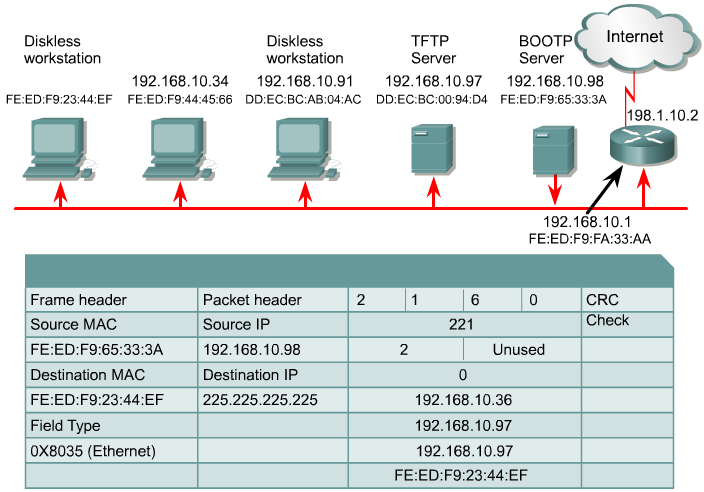 Diskless
workstation
FE:ED:F9:23:44:EF
192.168.10.34
FE:ED:F9:44:45:66
Diskless
workstation
192.168.10.91
DD:EC:BC:AB:04:AC
TFTP
Server
192.168.10.97
DD:EC:BC:00:94:D4
BOOTP
Server
192.168.10.98
FE:ED:F9:65:33:3A
Internet
198.1.10.2
192.168.10.1
FE:ED:F9:FA:33:AA
Frame header Packet header 2 1 6 0 CRC
Source MAC Source IP 221 Check
FE:ED:F9:65:33:3A 192.168.10.98 2 Unused
Destination MAC Destination IP 0
FE:ED:F9:23:44:EF 225.225.225.225 192.168.10.36
Field Type 192.168.10.97
0X8035 (Ethernet) 192.168.10.97
FE:ED:F9:23:44:EF